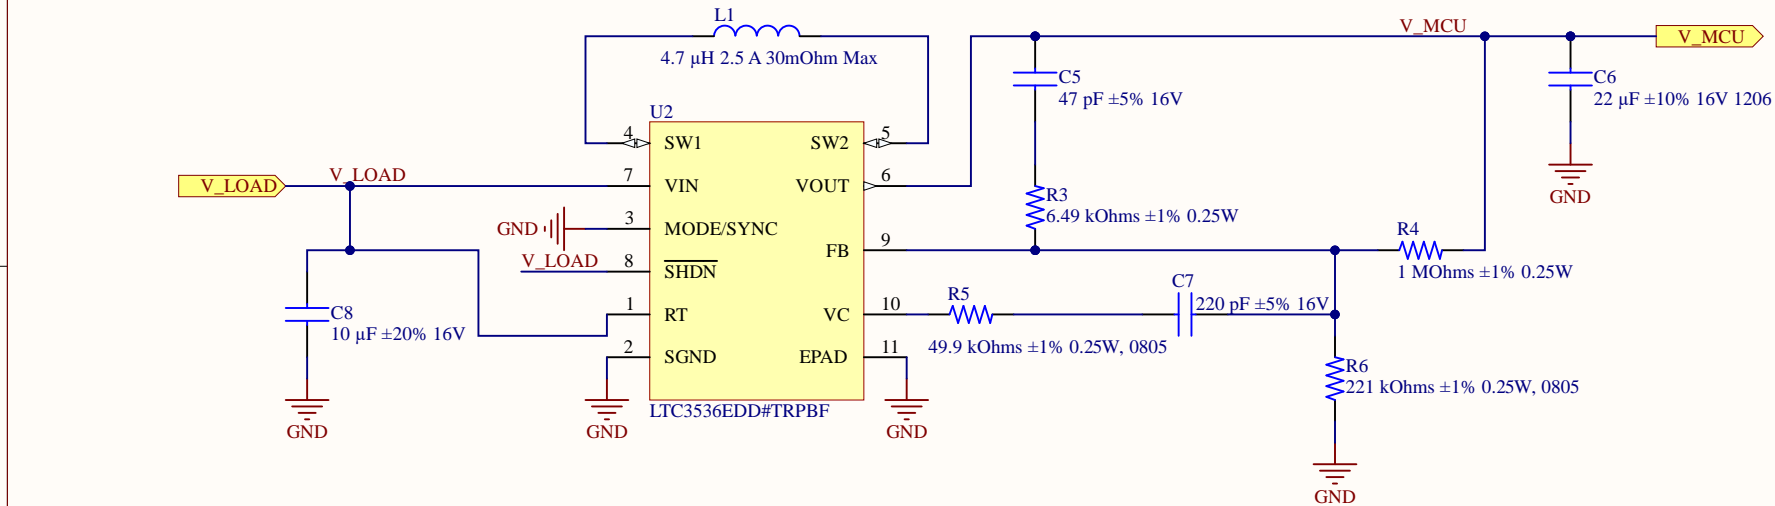 L1
V_MCU
V_MCU
4.7 µH 2.5 A 30mOhm Max
C5
47 pF ±5% 16V
C6
22 µF ±10% 16V 1206
U2
4
SW1
SW2
5
GND
V_LOAD
V_LOAD
7
VIN
VOUT
6
R3
6.49 kOhms ±1% 0.25W
GND
3
MODE/SYNC
FB
9
R4
1 MOhms ±1% 0.25W
V_LOAD
8
SHDN
C7
220 pF ±5% 16V
C8
10 µF ±20% 16V
1
RT
VC
10
R5
49.9 kOhms ±1% 0.25W, 0805
2
SGND
EPAD
11
R6
221 kOhms ±1% 0.25W, 0805
LTC3536EDD#TRPBF
GND
GND
GND
GND